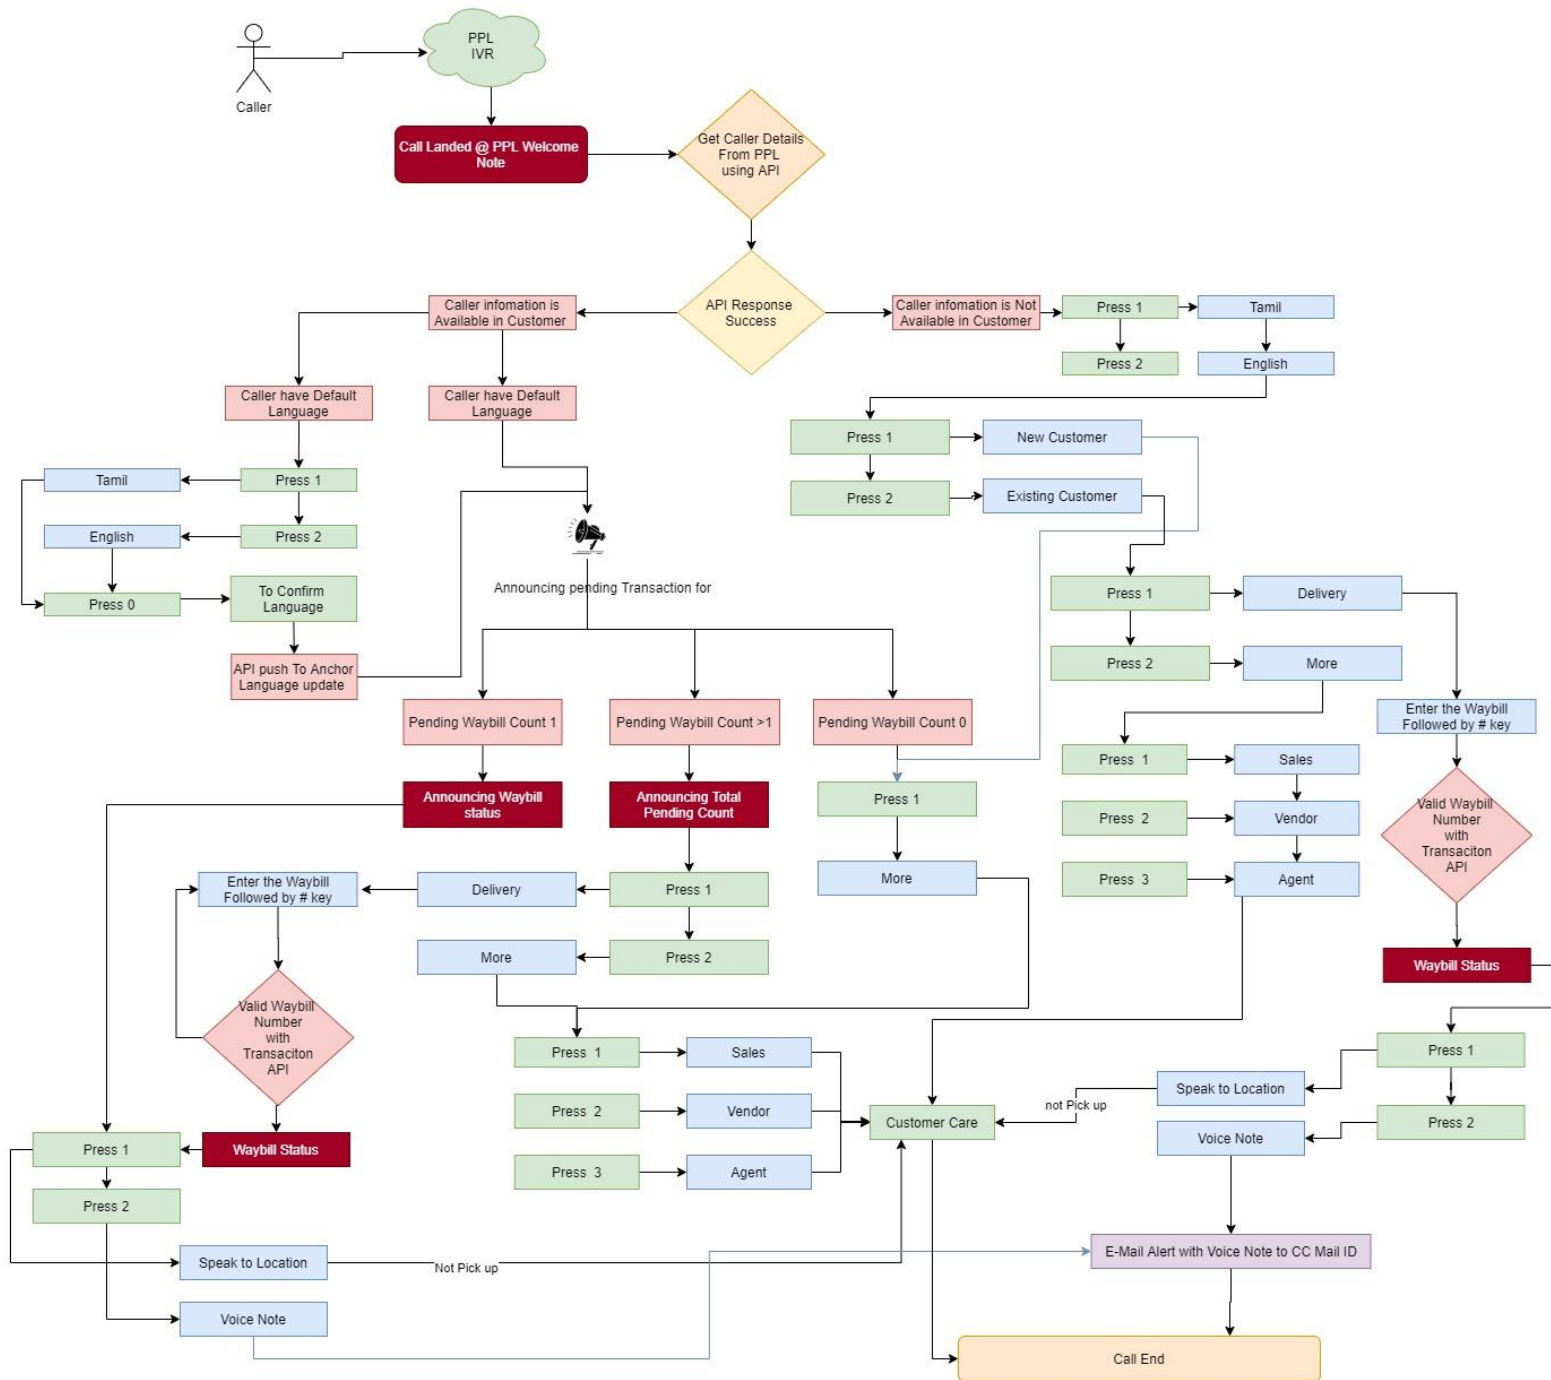 PPL
IVR
Caller
Call Landed @ PPL Welcome
Note
Get Caller Details
From PPL
using API
API Response
Success
Caller infomation is
Available in Customer
Caller infomation is Not
Available in Customer
Press 1
Tamil
Press 2
English
Caller have Default
Language
Caller have Default
Language
Press 1
New Customer
Press 2
Existing Customer
Tamil
Press 1
English
Press 2
Press 0
To Confirm
Language
API push To Anchor
Language update
Announcing pending Transaction for
Press 1
Delivery
Press 2
More
Pending Waybill Count 1
Pending Waybill Count >1
Pending Waybill Count 0
Enter the Waybill
Followed by # key
Press 1
Sales
Press 2
Vendor
Press 3
Agent
Valid Waybill
Number
with
Transaciton
API
Waybill Status
Announcing Waybill
status
Announcing Total
Pending Count
Press 1
More
Enter the Waybill
Followed by # key
Delivery
Press 1
More
Press 2
Valid Waybill
Number
with
Transaciton
API
Waybill Status
Press 1
Sales
Press 2
Vendor
Press 3
Agent
Customer Care
not Pick up
Speak to Location
Press 1
Voice Note
Press 2
Press 1
Press 2
Speak to Location
Not Pick up
Voice Note
E-Mail Alert with Voice Note to CC Mail ID
Call End